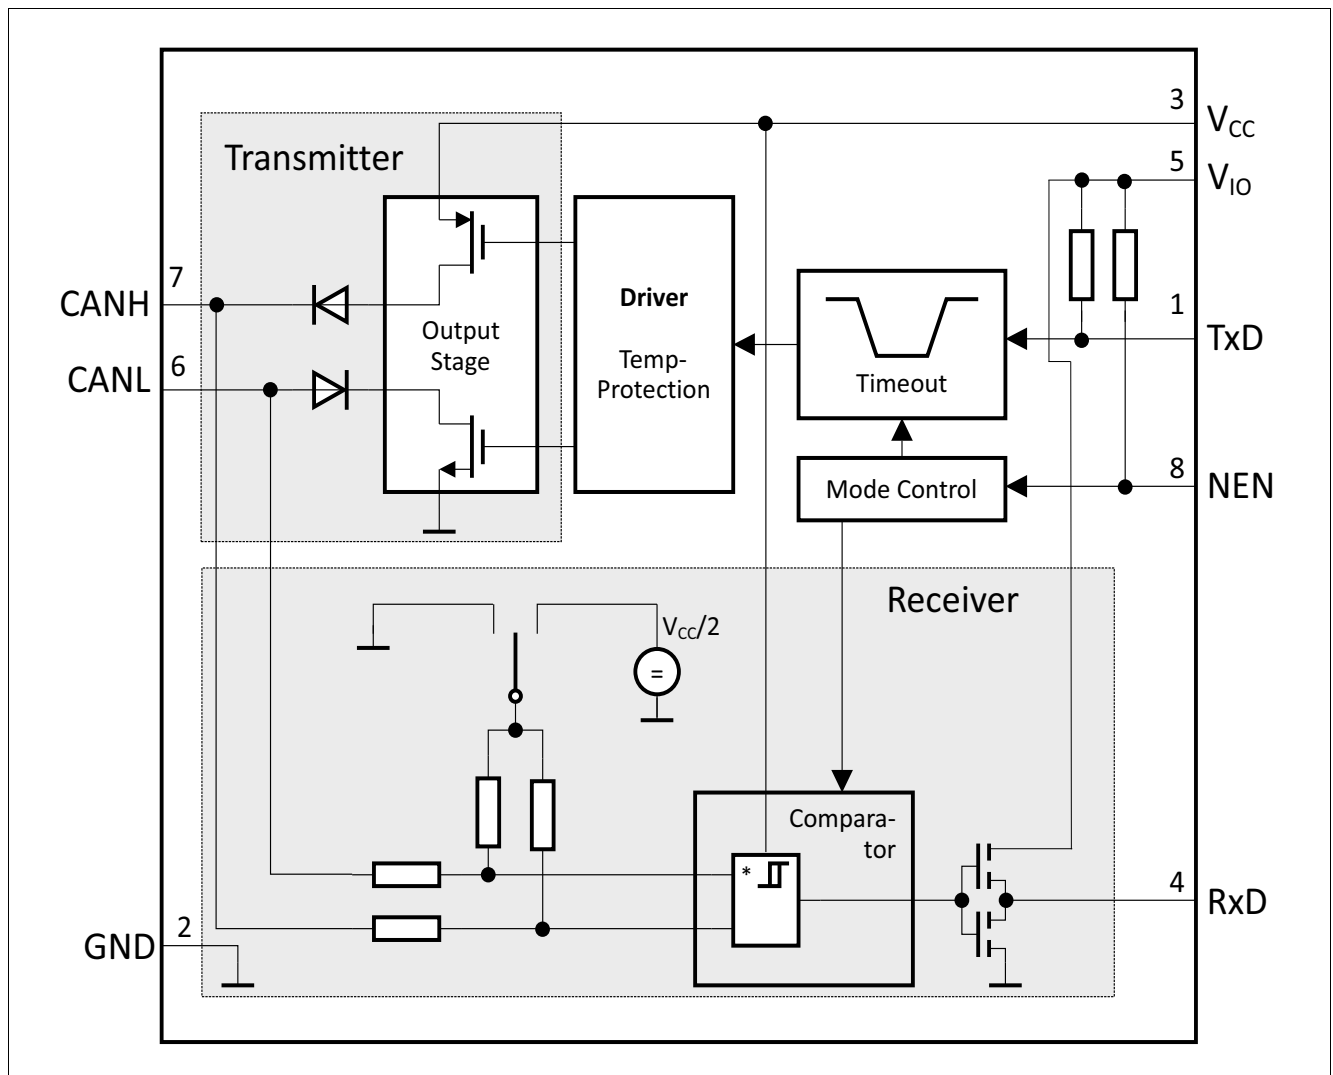 3
VCC
Transmitter
5
VIO
7
CANH
Driver
1
TxD
Output
Stage
Temp-
Protection
6
CANL
Timeout
8
NEN
Mode Control
Receiver
VCC/2
=
Compara-
tor
*
4
RxD
2
GND